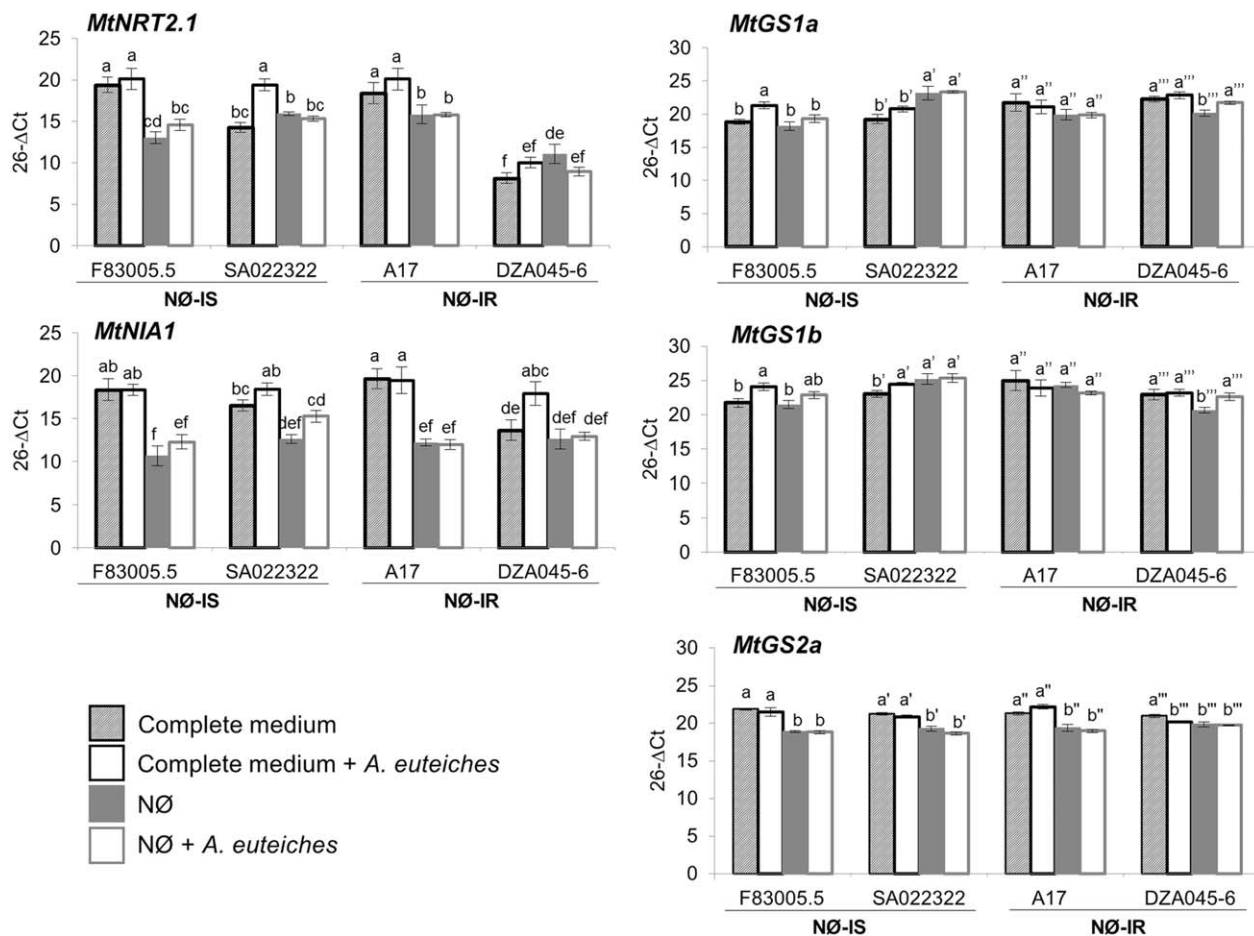 MtNRT2.1
26-ΔCt
25
20
15
10
5
0
a a cd bc
bc a b bc
a a b b
f ef de ef
F83005.5 SA022322 A17 DZA045-6
NØ-IS NØ-IR
MtNIA1
26-ΔCt
25
20
15
10
5
0
ab ab f ef
bc ab def cd
a a ef ef
de abc def def
F83005.5 SA022322 A17 DZA045-6
NØ-IS NØ-IR
Complete medium
Complete medium + A. euteiches
NØ
NØ + A. euteiches
MtGS1a
26-ΔCt
30
25
20
15
10
5
0
b a b b
b’ b’ a’ a’
a’’ a’’ a’’ a’’
a’’’ a’’’ b’’’ a’’’
F83005.5 SA022322 A17 DZA045-6
NØ-IS NØ-IR
MtGS1b
26-ΔCt
30
25
20
15
10
5
0
b a b ab
b’ a’ a’ a’
a’’ a’’ a’’ a’’
a’’’ a’’’ b’’’ a’’’
F83005.5 SA022322 A17 DZA045-6
NØ-IS NØ-IR
MtGS2a
26-ΔCt
30
25
20
15
10
5
0
a a b b
a' a' b' b'
a" a" b" b"
a"' b"' b"' b"'
F83005.5 SA022322 A17 DZA045-6
NØ-IS NØ-IR